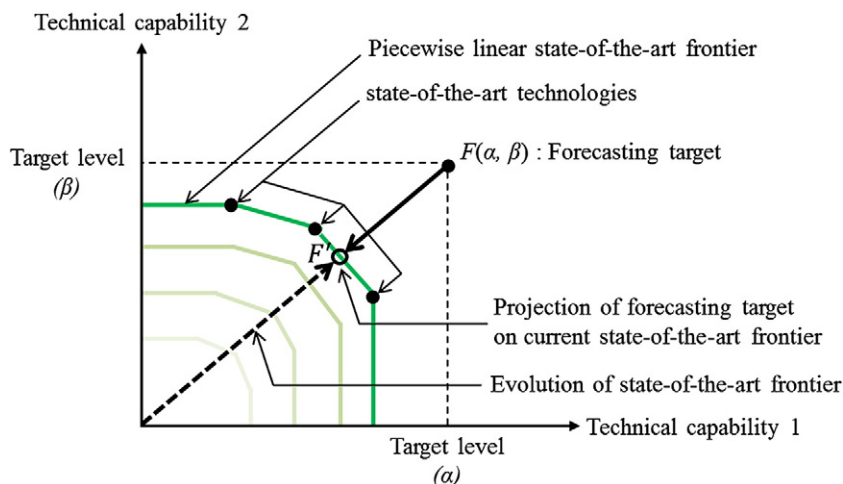 Technical capability 2
Piecewise linear state-of-the-art frontier
state-of-the-art technologies
Target level
(β)
F(α, β) : Forecasting target
F'
Projection of forecasting target
on current state-of-the-art frontier
Evolution of state-of-the-art frontier
Technical capability 1
Target level
(α)